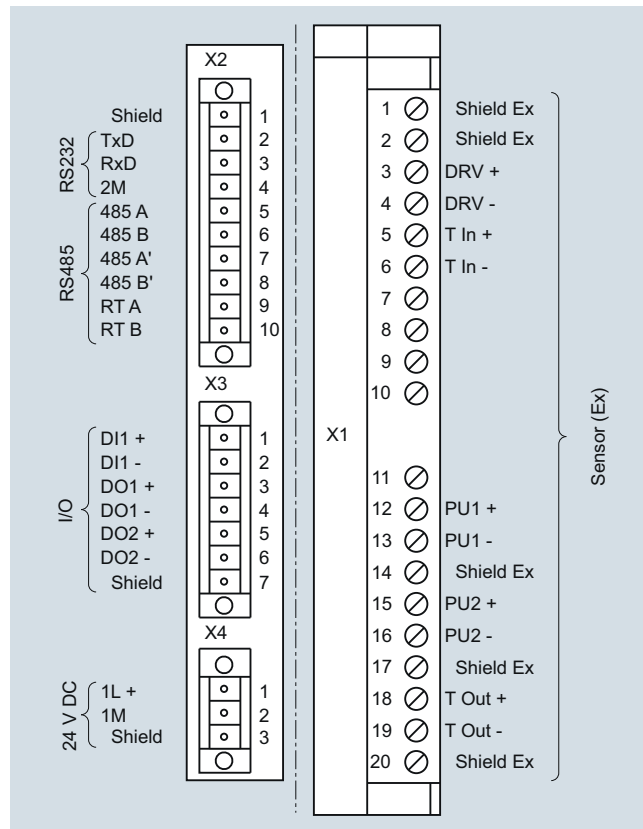 X2
Shield 1
TxD 2
RxD 3
2M 4
485 A 5
485 B 6
485 A' 7
485 B' 8
RT A 9
RT B 10
RS232
RS485
X3
DI1 + 1
DI1 - 2
DO1 + 3
DO1 - 4
DO2 + 5
DO2 - 6
Shield 7
I/O
X4
1L + 1
1M 2
Shield 3
24 V DC
X1
1 Shield Ex
2 Shield Ex
3 DRV +
4 DRV -
5 T In +
6 T In -
7
8
9
10
11
12 PU1 +
13 PU1 -
14 Shield Ex
15 PU2 +
16 PU2 -
17 Shield Ex
18 T Out +
19 T Out -
20 Shield Ex
Sensor (Ex)